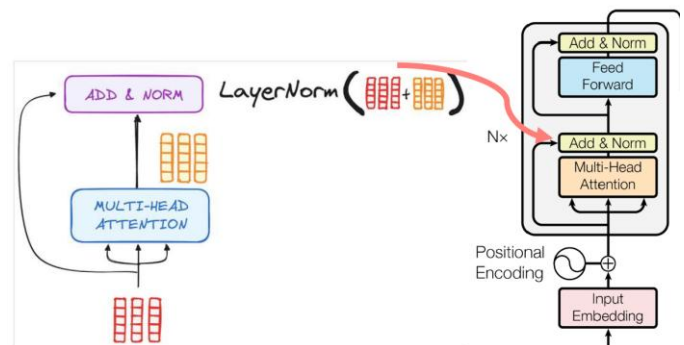 ADD & NORM
LayerNorm( + )
MULTI-HEAD
ATTENTION
Add & Norm
Feed
Forward
N×
Add & Norm
Multi-Head
Attention
Positional
Encoding
Input
Embedding